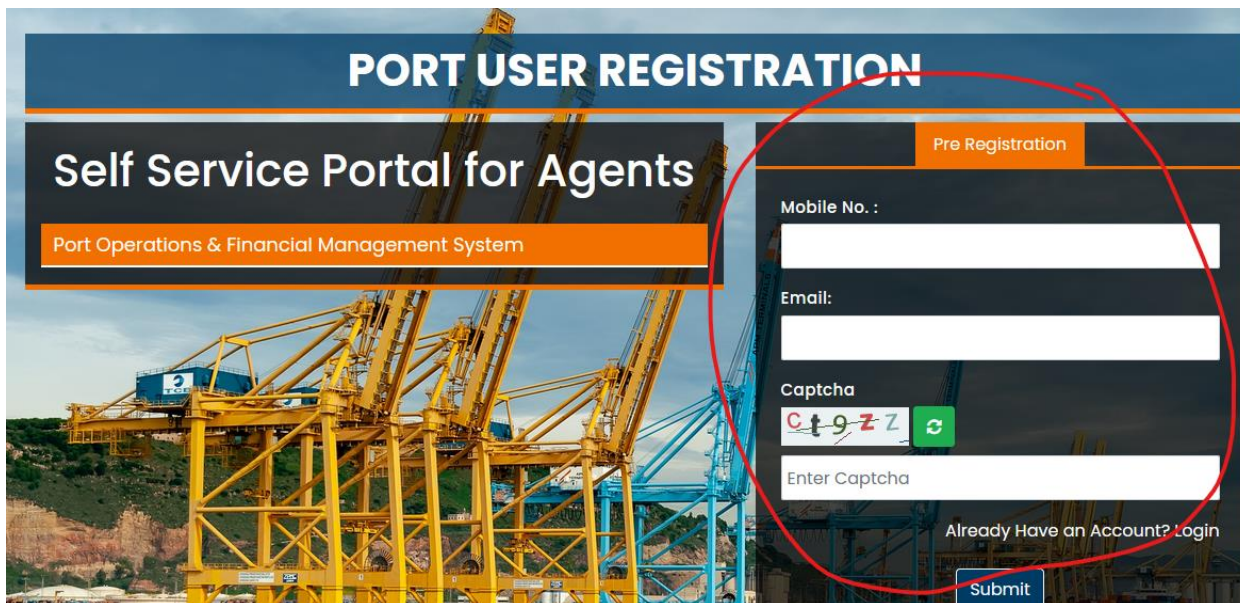 PORT USER REGISTRATION
Self Service Portal for Agents
Port Operations & Financial Management System
Pre Registration
Mobile No. :
Email:
Captcha
Ct9ZZ
Enter Captcha
Already Have an Account? Login
Submit